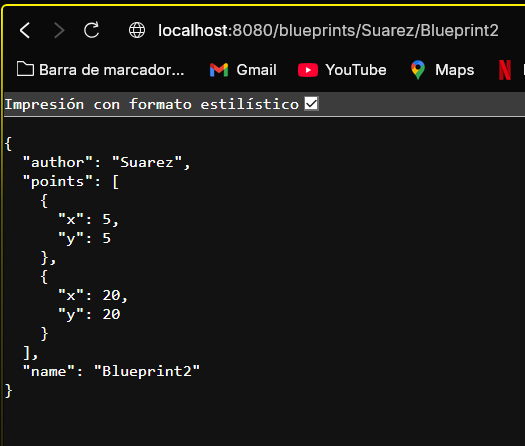 localhost:8080/blueprints/Suarez/Blueprint2
Barra de marcador... Gmail YouTube Maps
Impresión con formato estilístico
{
  "author": "Suarez",
  "points": [
    {
      "x": 5,
      "y": 5
    },
    {
      "x": 20,
      "y": 20
    }
  ],
  "name": "Blueprint2"
}